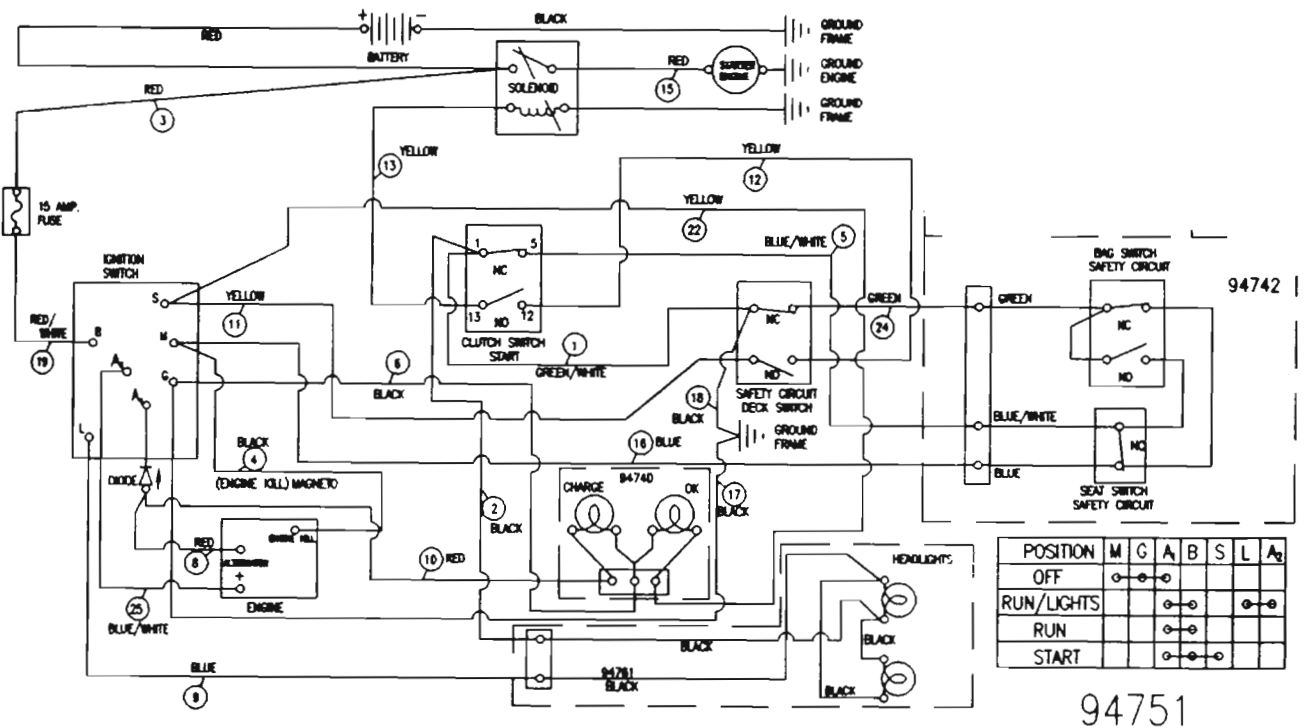 + −
BLACK
GROUND
FRAME
RED
BATTERY
RED
STARTER
ENGINE
GROUND
ENGINE
SOLENOID
15
RED
3
GROUND
FRAME
YELLOW
13
YELLOW
12
15 AMP.
FUSE
YELLOW
22
BLUE/WHITE
5
1 5
NC
13 12
NO
CLUTCH SWITCH
START
IGNITION
SWITCH
S
YELLOW
11
RED/
WHITE
19
B
M
A2
G
A1
L
6
BLACK
1
GREEN/WHITE
NC
NO
SAFETY CIRCUIT
DECK SWITCH
GREEN
24
BAG SWITCH
SAFETY CIRCUIT
94742
GREEN
NC
NO
BLUE/WHITE
NO
BLUE
SEAT SWITCH
SAFETY CIRCUIT
18
BLACK
GROUND
FRAME
16
BLUE
BLACK
4
(ENGINE KILL) MAGNETO
DIODE
94740
CHARGE
OK
17
BLACK
2
BLACK
ENGINE KILL
RED
8
ALTERNATOR
+
ENGINE
10
RED
25
BLUE/WHITE
HEADLIGHTS
BLACK
BLACK
BLACK
94761
BLACK
BLUE
9
POSITION M G A1 B S L A2
OFF
RUN/LIGHTS
RUN
START
94751